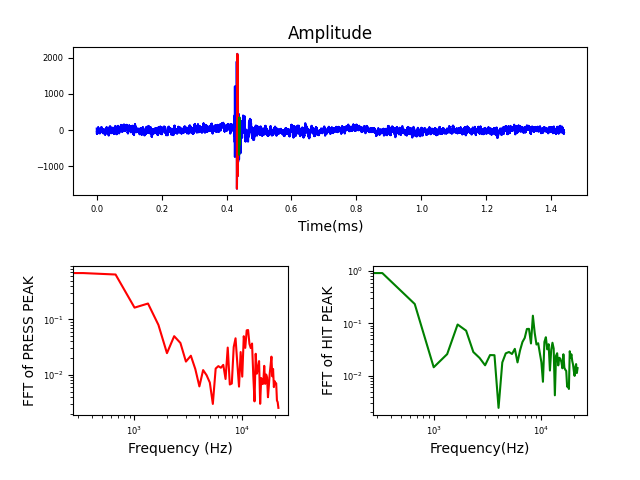 Amplitude
2000
1000
0
−1000
0.0 0.2 0.4 0.6 0.8 1.0 1.2 1.4
Time(ms)
FFT of PRESS PEAK
10⁻¹
10⁻²
10³ 10⁴
Frequency (Hz)
FFT of HIT PEAK
10⁰
10⁻¹
10⁻²
10³ 10⁴
Frequency(Hz)